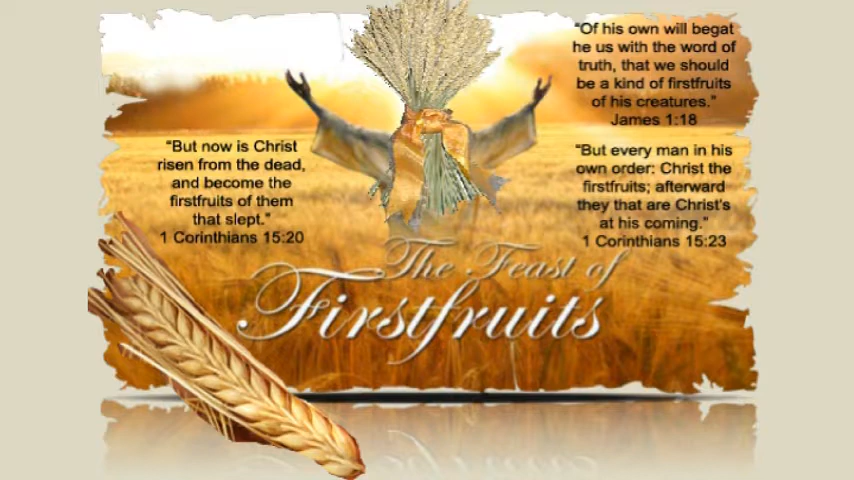 "But now is Christ
risen from the dead,
and become the
firstfruits of them
that slept."
1 Corinthians 15:20
"Of his own will begat
he us with the word of
truth, that we should
be a kind of firstfruits
of his creatures."
James 1:18
"But every man in his
own order: Christ the
firstfruits; afterward
they that are Christ's
at his coming."
1 Corinthians 15:23
The Feast of
Firstfruits